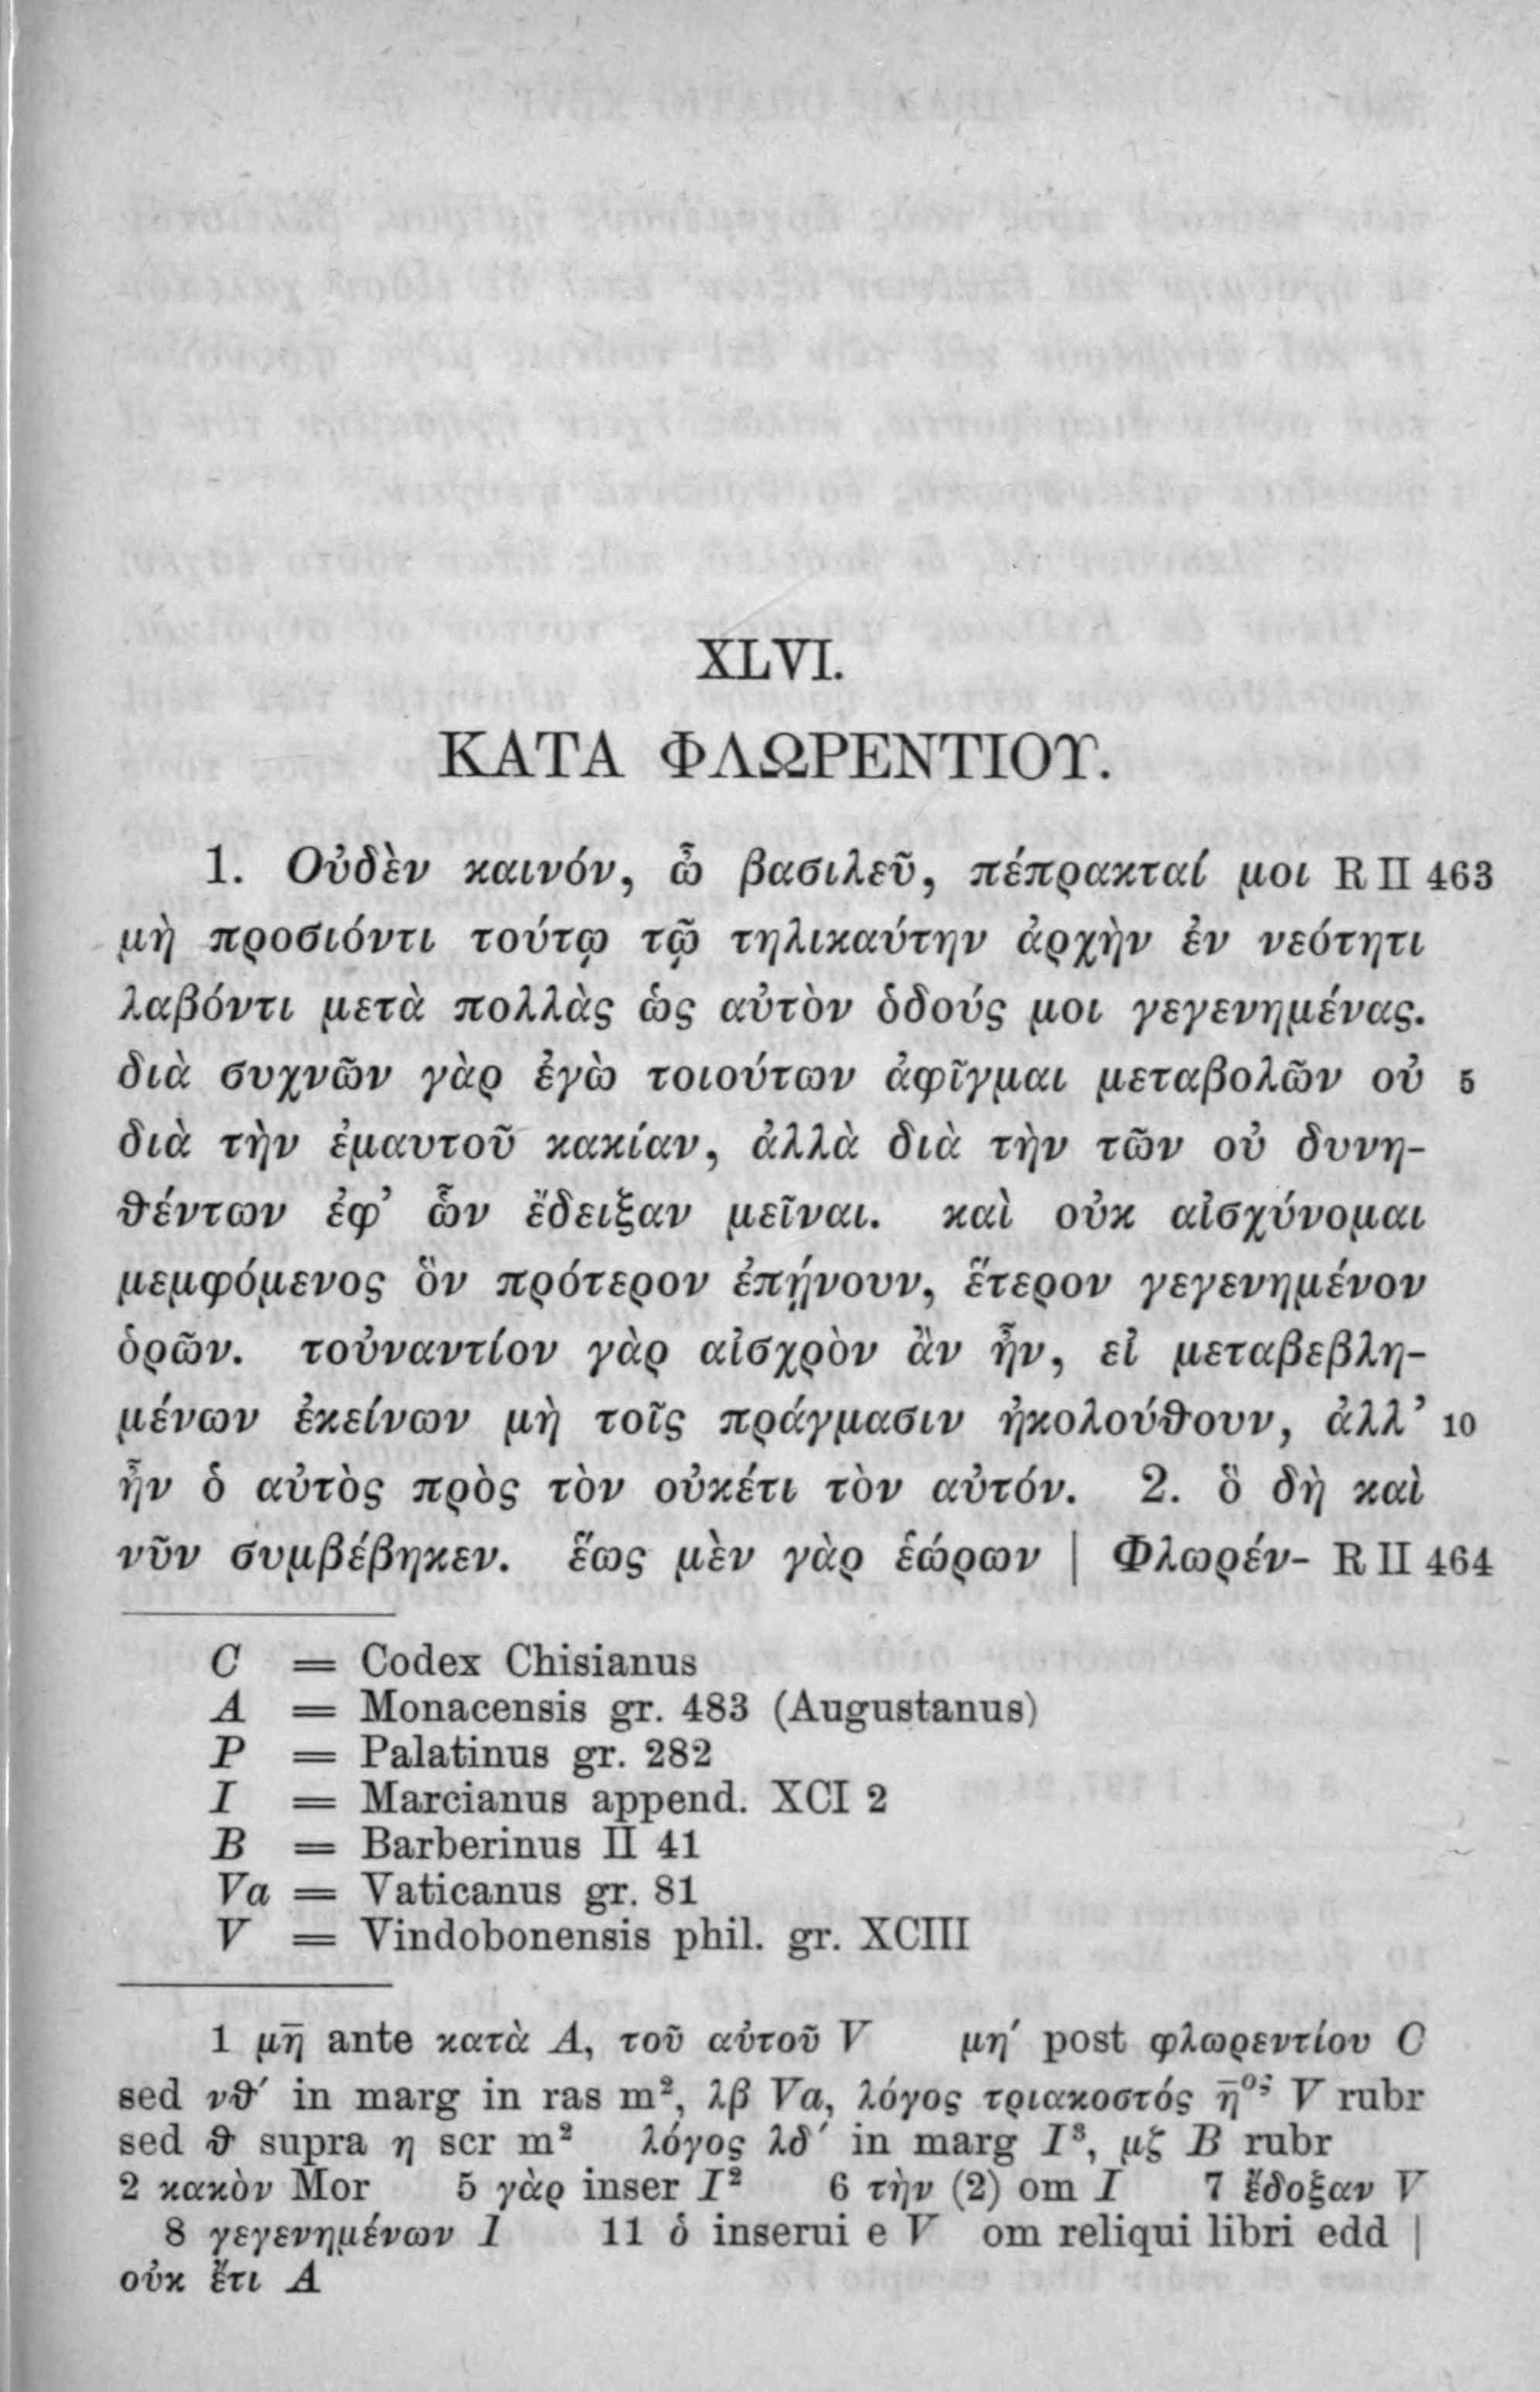 XLVI.
ΚΑΤΑ ΦΛΩΡΕΝΤΙΟΥ.
1. Οὐδὲν καινόν, ὦ βασιλεῦ, πέπρακταί μοι R II 463
μὴ προσιόντι τούτῳ τῷ τηλικαύτην ἀρχὴν ἐν νεότητι
λαβόντι μετὰ πολλὰς ὡς αὐτὸν ὁδούς μοι γεγενημένας.
διὰ συχνῶν γὰρ ἐγὼ τοιούτων ἀφῖγμαι μεταβολῶν οὐ 5
διὰ τὴν ἐμαυτοῦ κακίαν, ἀλλὰ διὰ τὴν τῶν οὐ δυνη-
θέντων ἐφ’ ὧν ἔδειξαν μεῖναι. καὶ οὐκ αἰσχύνομαι
μεμφόμενος ὃν πρότερον ἐπῄνουν, ἕτερον γεγενημένον
ὁρῶν. τοὐναντίον γὰρ αἰσχρὸν ἂν ἦν, εἰ μεταβεβλη-
μένων ἐκείνων μὴ τοῖς πράγμασιν ἠκολούθουν, ἀλλ’ 10
ἦν ὁ αὐτὸς πρὸς τὸν οὐκέτι τὸν αὐτόν. 2. ὃ δὴ καὶ
νῦν συμβέβηκεν. ἕως μὲν γὰρ ἑώρων | Φλωρέν- R II 464
C = Codex Chisianus
A = Monacensis gr. 483 (Augustanus)
P = Palatinus gr. 282
I = Marcianus append. XCI 2
B = Barberinus II 41
Va = Vaticanus gr. 81
V = Vindobonensis phil. gr. XCIII
1 μη̄ ante κατὰ A, τοῦ αὐτοῦ V μη′ post φλωρεντίου C
sed νθ′ in marg in ras m², λβ Va, λόγος τριακοστός η̄ος V rubr
sed θ supra η scr m² λόγος λδ′ in marg I³, μζ B rubr
2 κακὸν Mor 5 γὰρ inser I² 6 τὴν (2) om I 7 ἔδοξαν V
8 γεγενημένων I 11 ὁ inserui e V om reliqui libri edd |
οὐκ ἔτι A